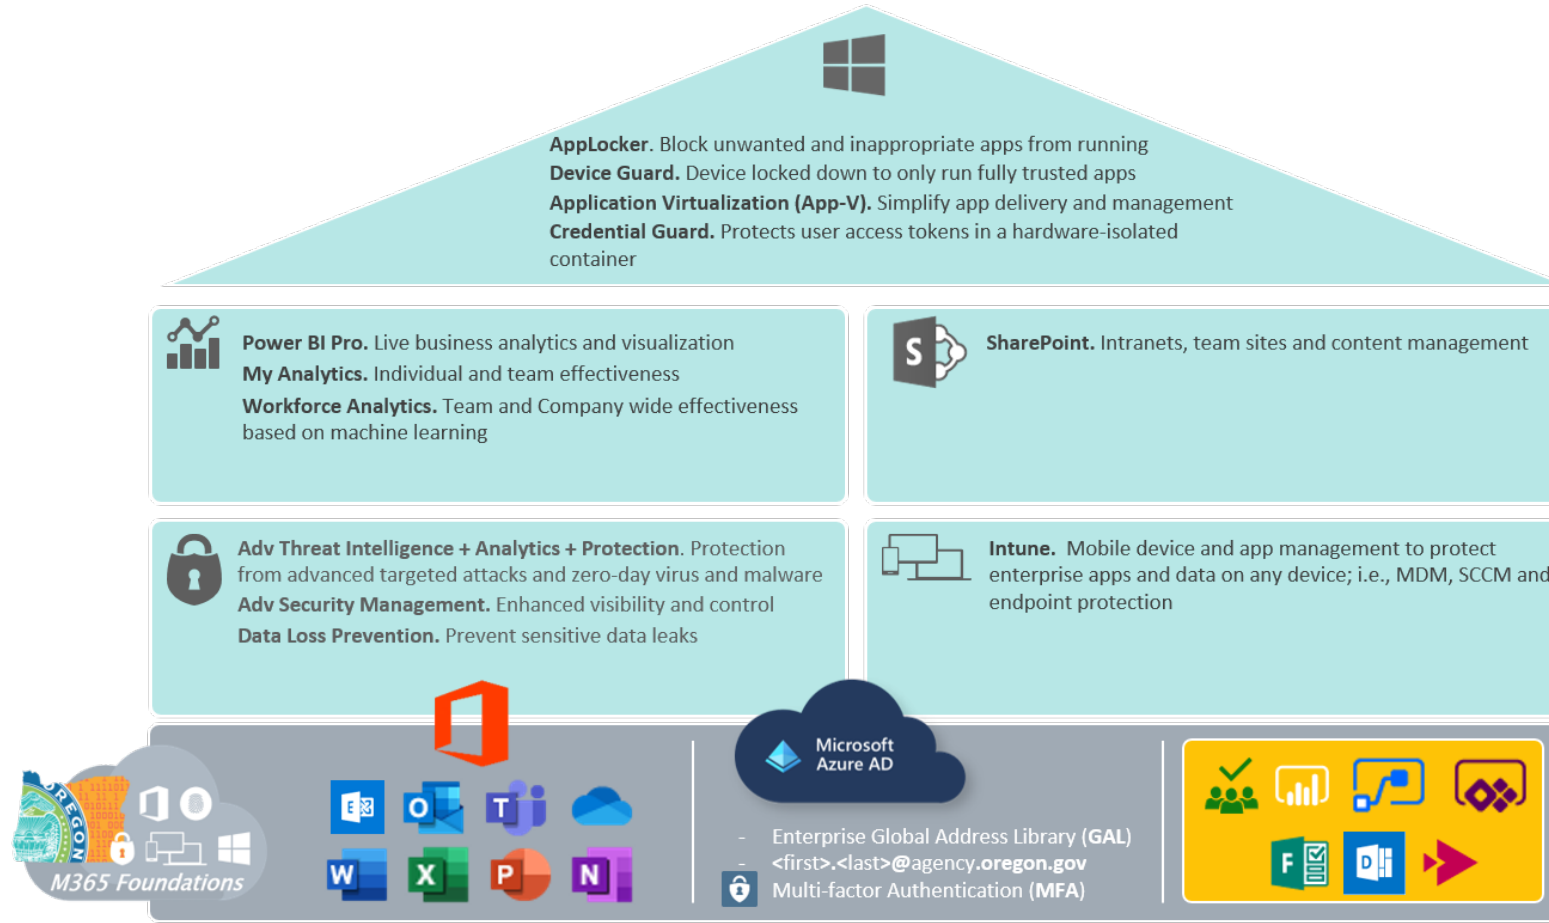 AppLocker. Block unwanted and inappropriate apps from running
Device Guard. Device locked down to only run fully trusted apps
Application Virtualization (App-V). Simplify app delivery and management
Credential Guard. Protects user access tokens in a hardware-isolated
container
Power BI Pro. Live business analytics and visualization
My Analytics. Individual and team effectiveness
Workforce Analytics. Team and Company wide effectiveness
based on machine learning
S
SharePoint. Intranets, team sites and content management
Adv Threat Intelligence + Analytics + Protection. Protection
from advanced targeted attacks and zero-day virus and malware
Adv Security Management. Enhanced visibility and control
Data Loss Prevention. Prevent sensitive data leaks
Intune. Mobile device and app management to protect
enterprise apps and data on any device; i.e., MDM, SCCM and
endpoint protection
OREGON
M365 Foundations
E
O
T
W
X
P
N
Microsoft
Azure AD
- Enterprise Global Address Library (GAL)
- <first>.<last>@agency.oregon.gov
Multi-factor Authentication (MFA)
F
D